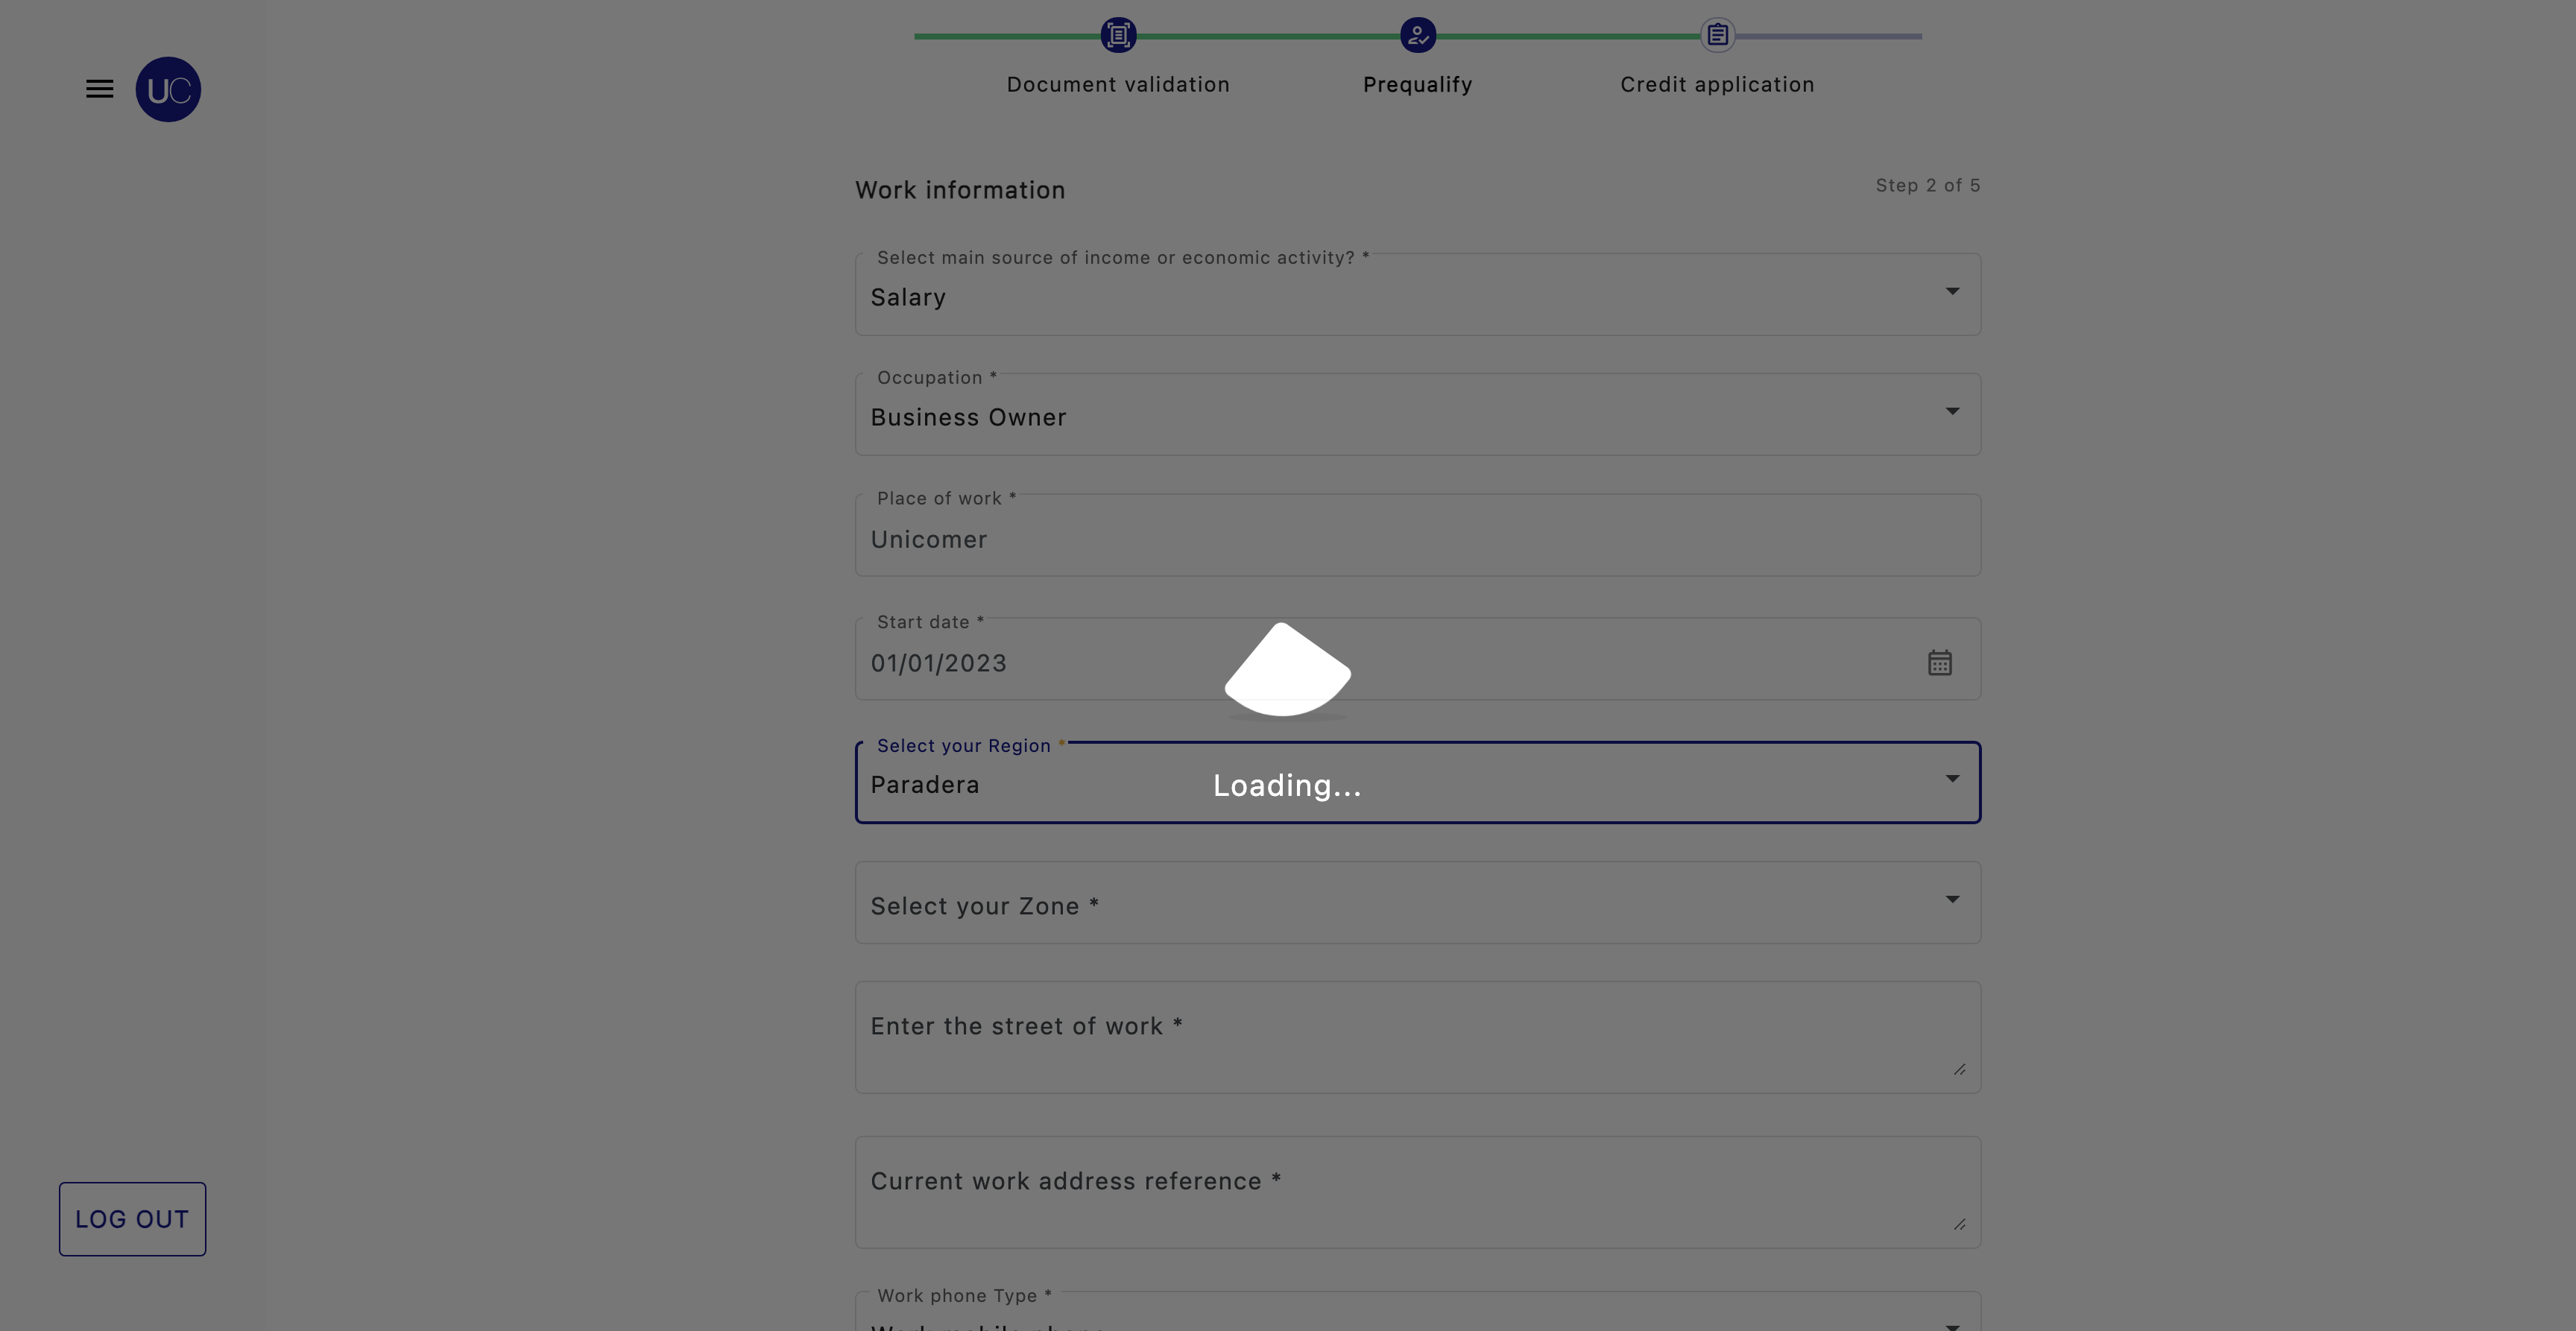 UC
Document validation
Prequalify
Credit application
Work information
Step 2 of 5
Select main source of income or economic activity? *
Salary
Occupation *
Business Owner
Place of work *
Unicomer
Start date *
01/01/2023
Select your Region *
Paradera
Loading...
Select your Zone *
Enter the street of work *
Current work address reference *
LOG OUT
Work phone Type *